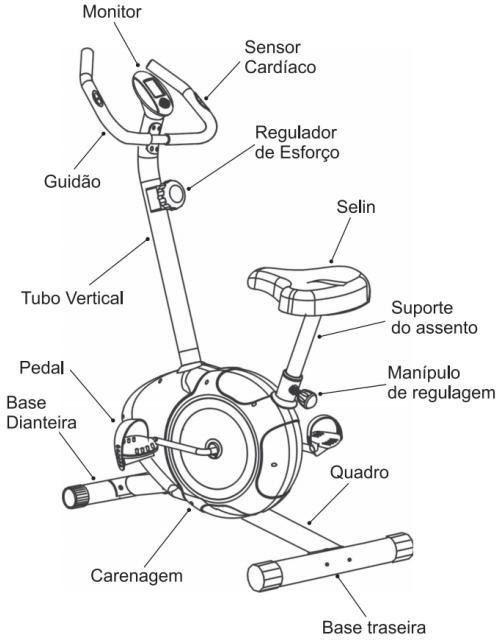 Monitor
Sensor
Cardíaco
Regulador
de Esforço
Guidão
Selin
Tubo Vertical
Suporte
do assento
Pedal
Manípulo
de regulagem
Base
Dianteira
Quadro
Carenagem
Base traseira